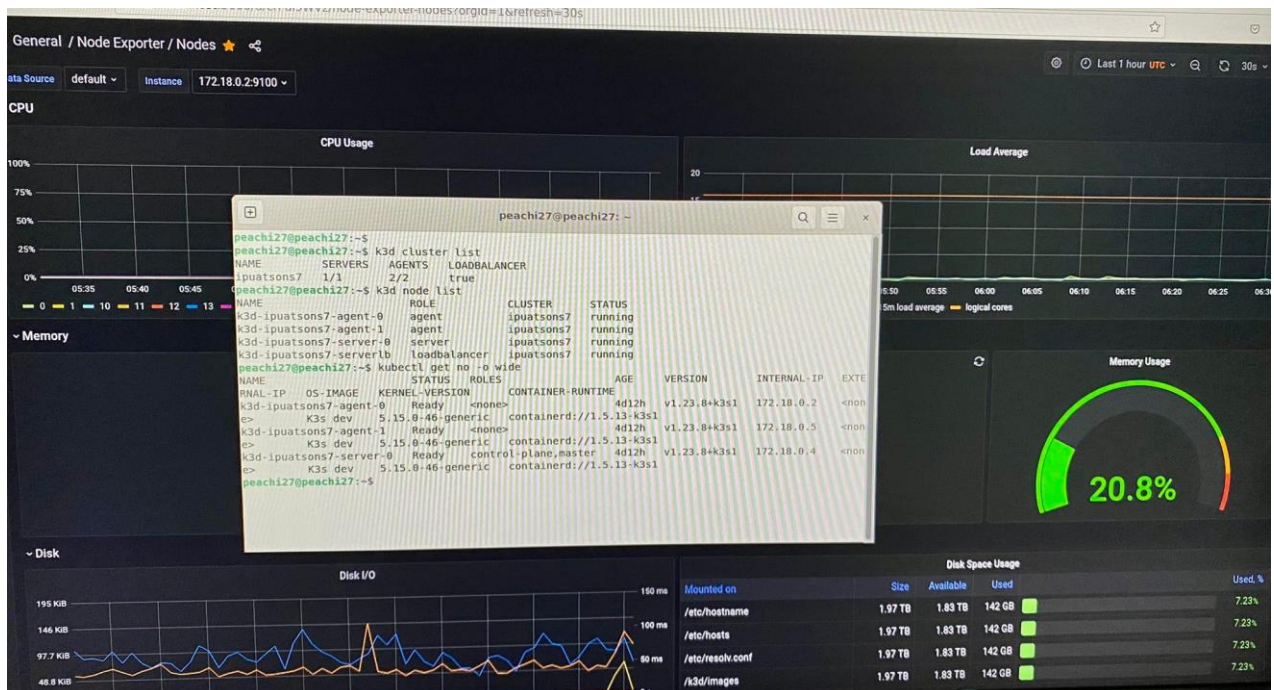 node-exporter-nodes?orgId=1&refresh=30s
General / Node Exporter / Nodes
Data Source default Instance 172.18.0.2:9100
Last 1 hour UTC 30s
CPU
CPU Usage
100%
75%
50%
25%
0%
05:35 05:40 05:45
0 1 10 11 12 13
Load Average
20
15
05:55 06:00 06:05 06:10 06:15 06:20 06:25
5m load average logical cores
peachi27@peachi27: ~
peachi27@peachi27:~$
peachi27@peachi27:~$ k3d cluster list
NAME SERVERS AGENTS LOADBALANCER
ipuatsons7 1/1 2/2 true
peachi27@peachi27:~$ k3d node list
NAME ROLE CLUSTER STATUS
k3d-ipuatsons7-agent-0 agent ipuatsons7 running
k3d-ipuatsons7-agent-1 agent ipuatsons7 running
k3d-ipuatsons7-server-0 server ipuatsons7 running
k3d-ipuatsons7-serverlb loadbalancer ipuatsons7 running
peachi27@peachi27:~$ kubectl get no -o wide
NAME STATUS ROLES AGE VERSION INTERNAL-IP EXTE
RNAL-IP OS-IMAGE KERNEL-VERSION CONTAINER-RUNTIME
k3d-ipuatsons7-agent-0 Ready <none> 4d12h v1.23.8+k3s1 172.18.0.2 <non
e> K3s dev 5.15.0-46-generic containerd://1.5.13-k3s1
k3d-ipuatsons7-agent-1 Ready <none> 4d12h v1.23.8+k3s1 172.18.0.5 <non
e> K3s dev 5.15.0-46-generic containerd://1.5.13-k3s1
k3d-ipuatsons7-server-0 Ready control-plane,master 4d12h v1.23.8+k3s1 172.18.0.4 <non
e> K3s dev 5.15.0-46-generic containerd://1.5.13-k3s1
peachi27@peachi27:~$
Memory
Memory Usage
20.8%
Disk
Disk I/O
195 KiB
146 KiB
97.7 KiB
48.8 KiB
150 ms
100 ms
50 ms
Disk Space Usage
Mounted on Size Available Used Used, %
/etc/hostname 1.97 TB 1.83 TB 142 GB 7.23%
/etc/hosts 1.97 TB 1.83 TB 142 GB 7.23%
/etc/resolv.conf 1.97 TB 1.83 TB 142 GB 7.23%
/k3d/images 1.97 TB 1.83 TB 142 GB 7.23%